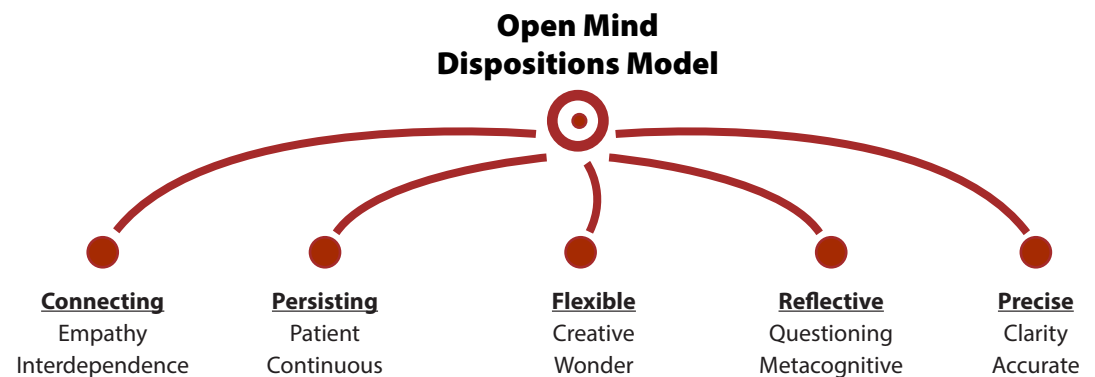 Open Mind
Dispositions Model
Connecting
Empathy
Interdependence
Persisting
Patient
Continuous
Flexible
Creative
Wonder
Reflective
Questioning
Metacognitive
Precise
Clarity
Accurate